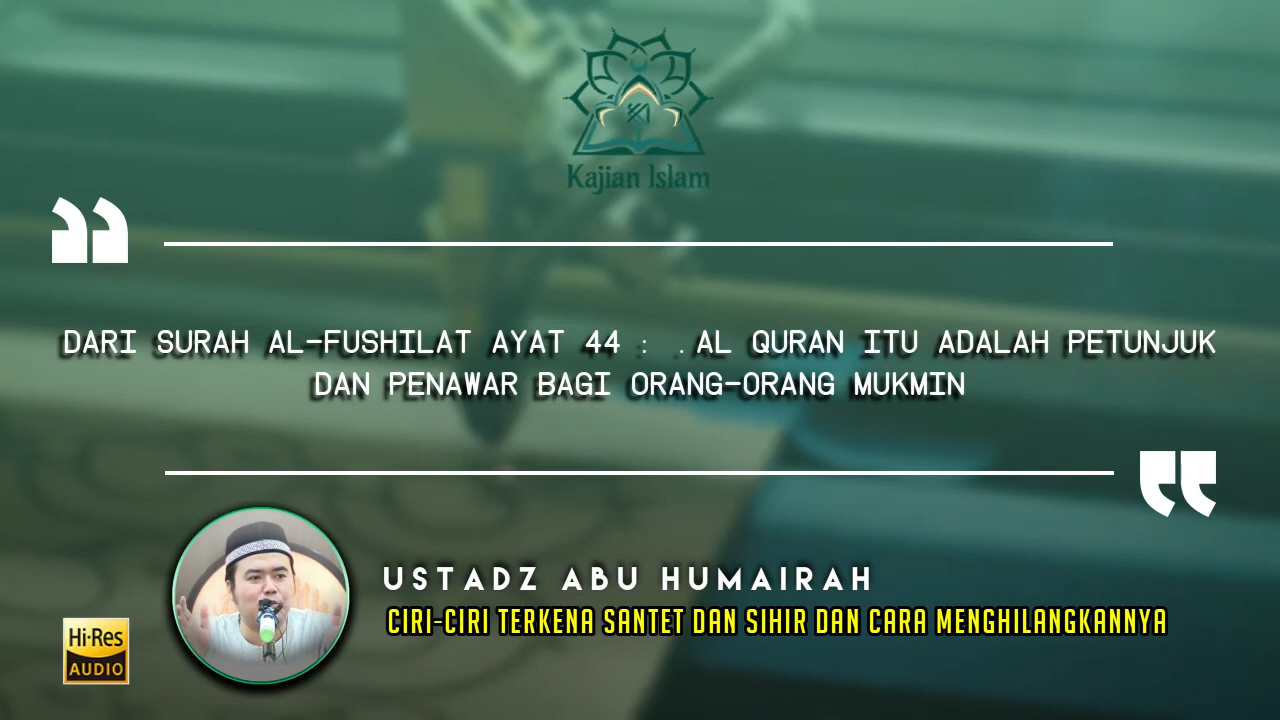 Kajian Islam
DARI SURAH AL-FUSHILAT AYAT 44 : .AL QURAN ITU ADALAH PETUNJUK
DAN PENAWAR BAGI ORANG-ORANG MUKMIN
USTADZ ABU HUMAIRAH
CIRI-CIRI TERKENA SANTET DAN SIHIR DAN CARA MENGHILANGKANNYA
Hi-Res
AUDIO